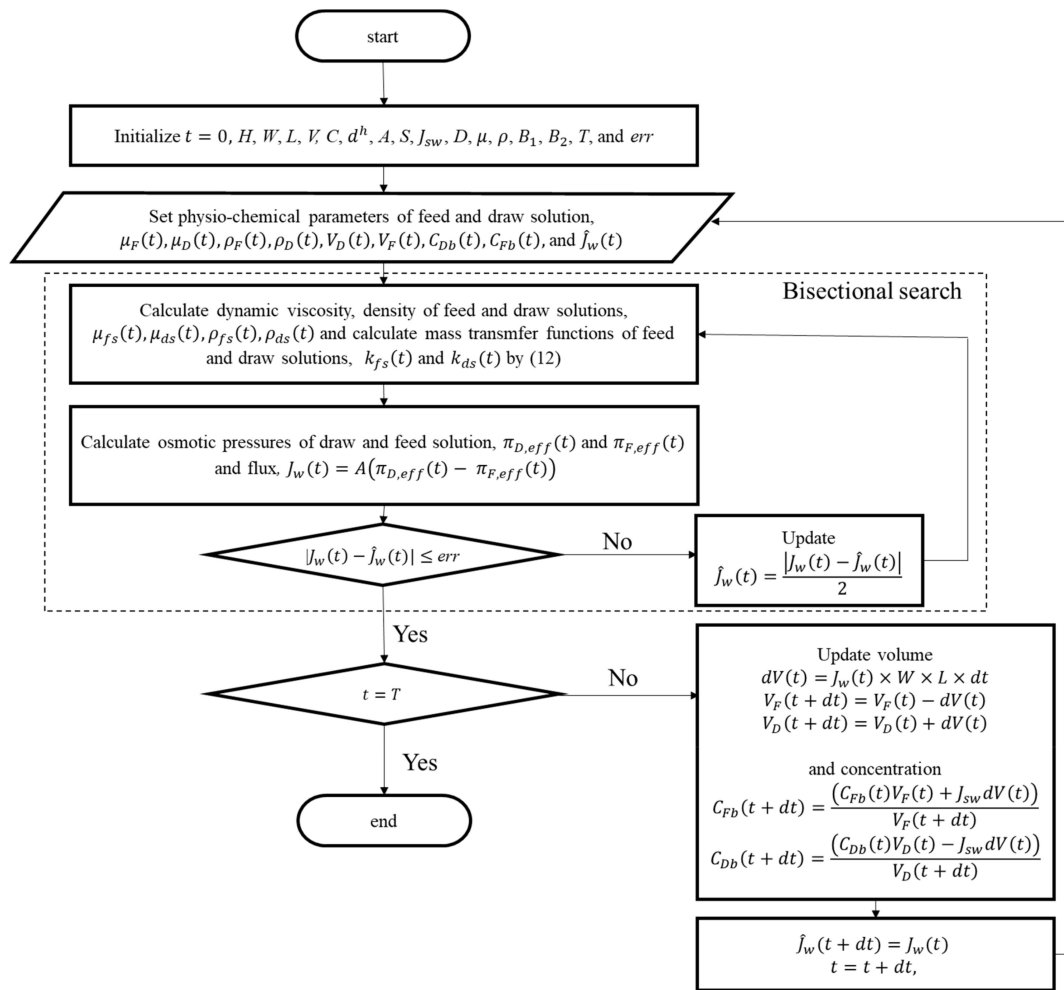 start
Initialize t = 0, H, W, L, V, C, dʰ, A, S, J_sw, D, μ, ρ, B₁, B₂, T, and err
Set physio-chemical parameters of feed and draw solution,
μ_F(t), μ_D(t), ρ_F(t), ρ_D(t), V_D(t), V_F(t), C_Db(t), C_Fb(t), and Ĵ_w(t)
Bisectional search
Calculate dynamic viscosity, density of feed and draw solutions,
μ_fs(t), μ_ds(t), ρ_fs(t), ρ_ds(t) and calculate mass transmfer functions of feed
and draw solutions, k_fs(t) and k_ds(t) by (12)
Calculate osmotic pressures of draw and feed solution, π_D,eff(t) and π_F,eff(t)
and flux, J_w(t) = A(π_D,eff(t) − π_F,eff(t))
|J_w(t) − Ĵ_w(t)| ≤ err
No
Update
Ĵ_w(t) = |J_w(t) − Ĵ_w(t)| / 2
Yes
t = T
No
Update volume
dV(t) = J_w(t) × W × L × dt
V_F(t + dt) = V_F(t) − dV(t)
V_D(t + dt) = V_D(t) + dV(t)
and concentration
C_Fb(t + dt) = (C_Fb(t)V_F(t) + J_sw dV(t)) / V_F(t + dt)
C_Db(t + dt) = (C_Db(t)V_D(t) − J_sw dV(t)) / V_D(t + dt)
Yes
end
Ĵ_w(t + dt) = J_w(t)
t = t + dt,